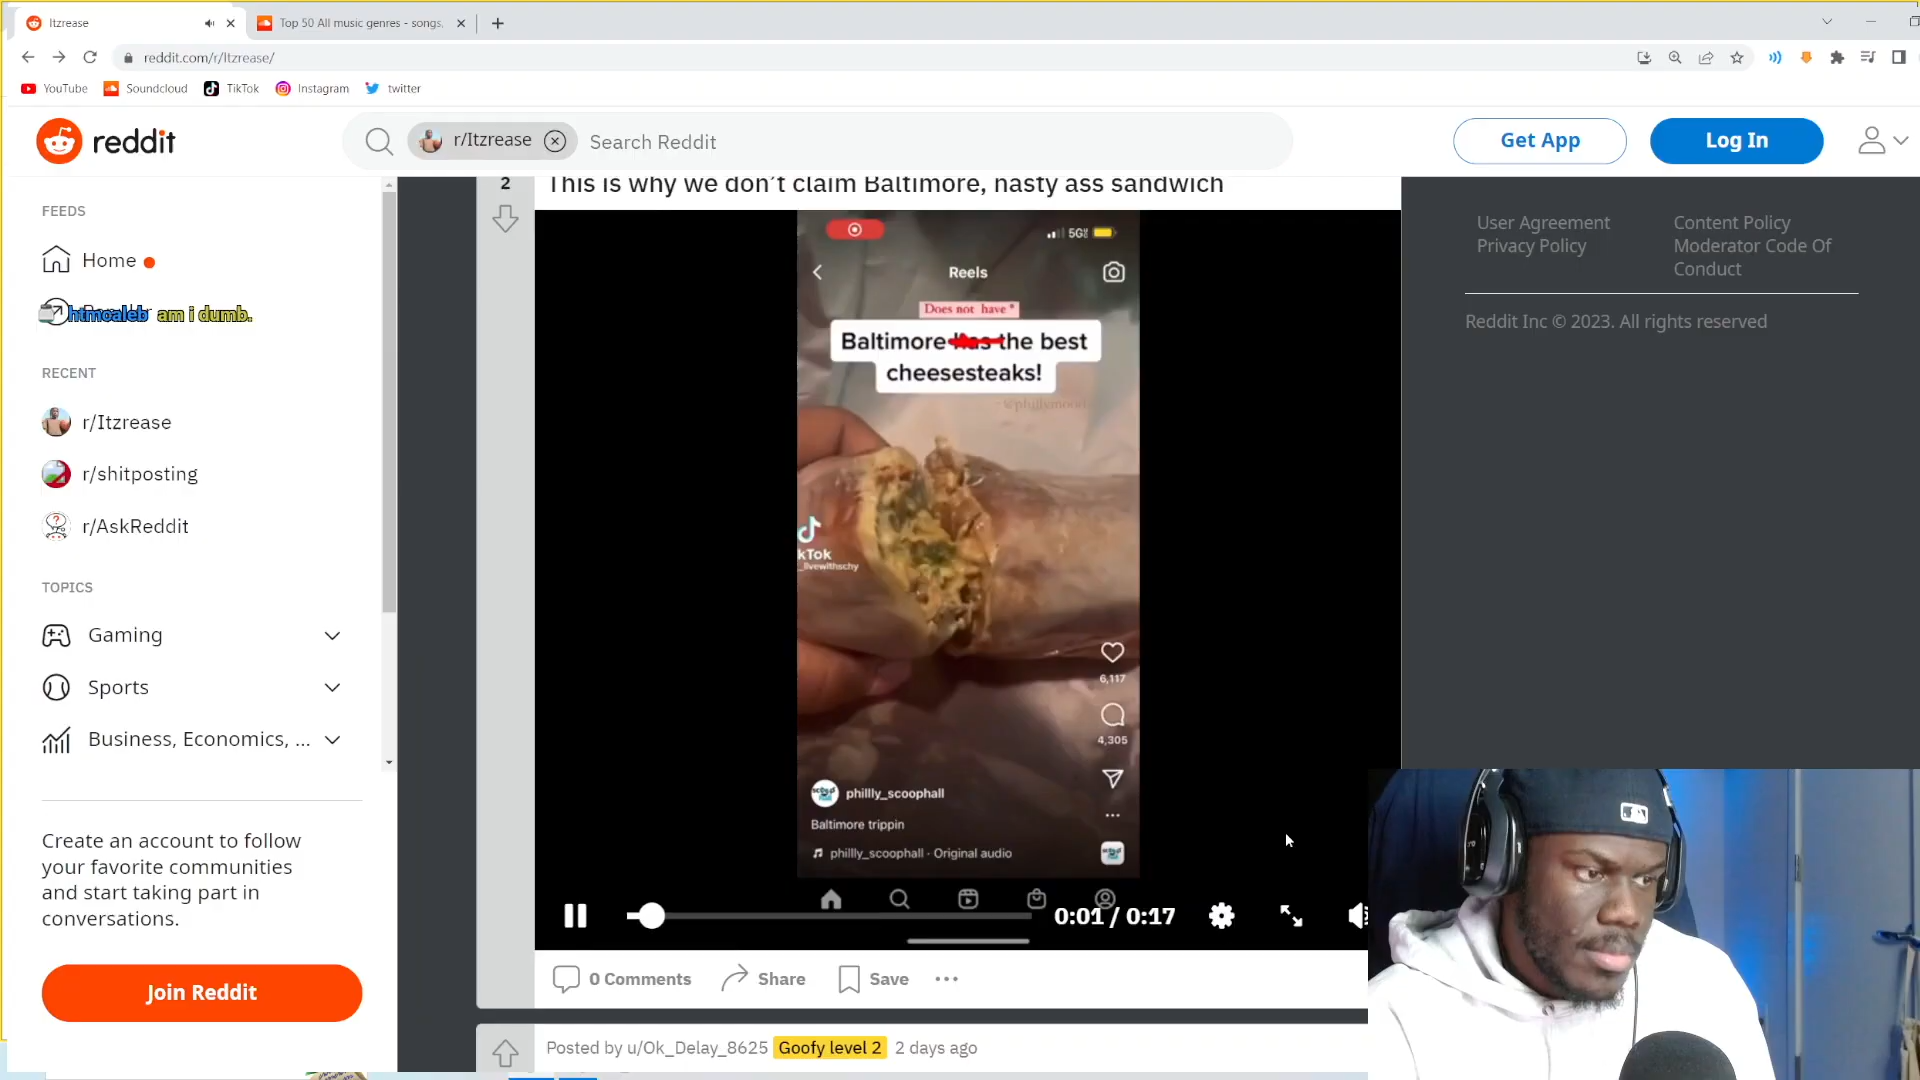 Itzrease
Top 50 All music genres - songs,
reddit.com/r/Itzrease/
YouTube
Soundcloud
TikTok
Instagram
twitter
reddit
r/Itzrease
Search Reddit
Get App
Log In
FEEDS
Home
htmoaleb am i dumb.
RECENT
r/Itzrease
r/shitposting
r/AskReddit
TOPICS
Gaming
Sports
Business, Economics, ...
Create an account to follow
your favorite communities
and start taking part in
conversations.
Join Reddit
2
This is why we don't claim Baltimore, nasty ass sandwich
5G
Reels
Does not have *
Baltimore has the best
cheesesteaks!
@phillymood
kTok
_livewithschy
6,117
4,305
phillly_scoophall
Baltimore trippin
phillly_scoophall · Original audio
0:01 / 0:17
0 Comments
Share
Save
Posted by u/Ok_Delay_8625 Goofy level 2 2 days ago
User Agreement
Privacy Policy
Content Policy
Moderator Code Of
Conduct
Reddit Inc © 2023. All rights reserved